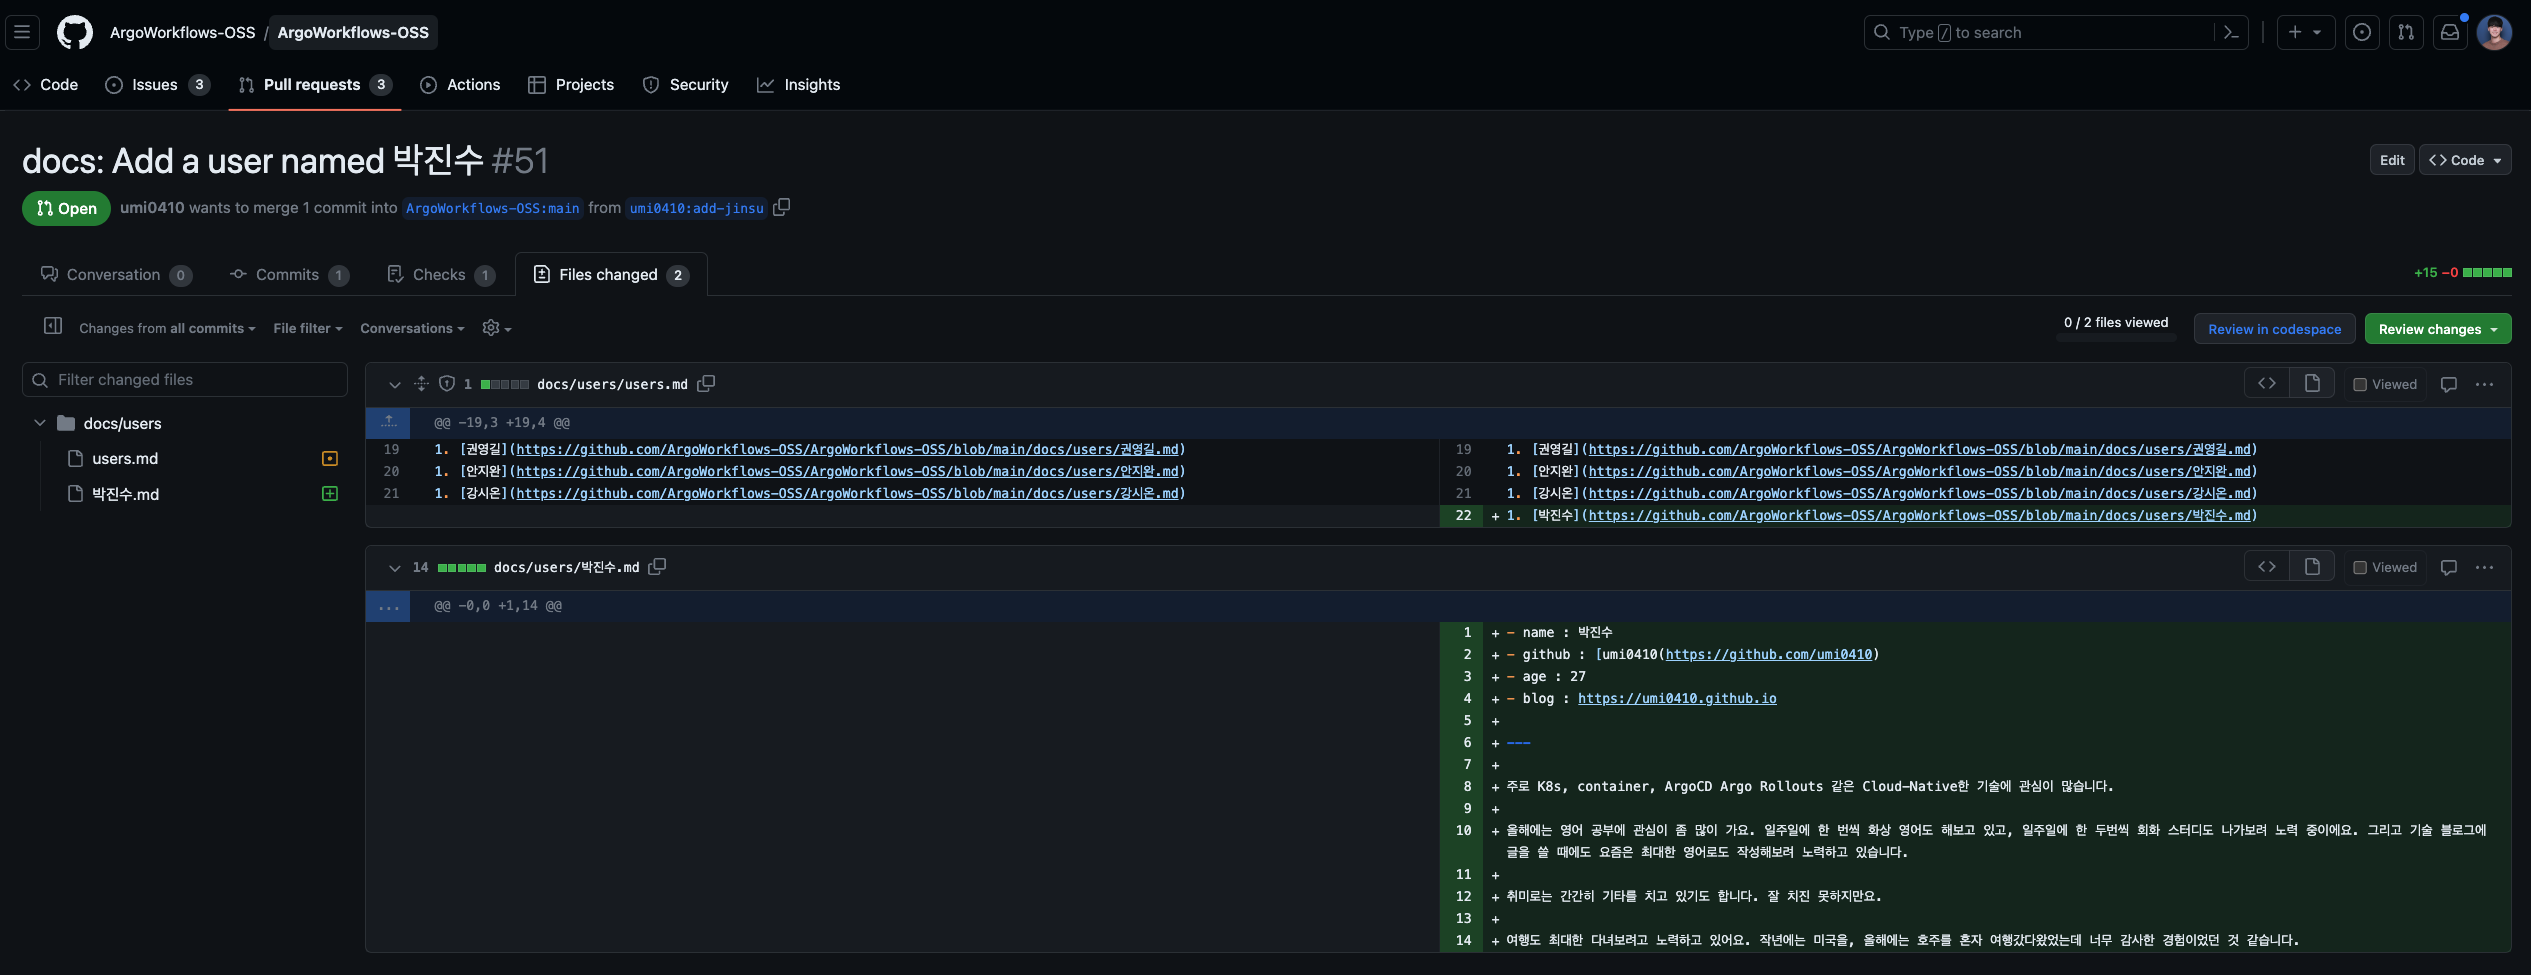 ArgoWorkflows-OSS / ArgoWorkflows-OSS
Type / to search
Code
Issues 3
Pull requests 3
Actions
Projects
Security
Insights
docs: Add a user named 박진수 #51
Edit
<> Code
Open
umi0410 wants to merge 1 commit into ArgoWorkflows-OSS:main from umi0410:add-jinsu
Conversation 0
Commits 1
Checks 1
Files changed 2
+15 −0
Changes from all commits
File filter
Conversations
0 / 2 files viewed
Review in codespace
Review changes
Filter changed files
docs/users
users.md
박진수.md
1 docs/users/users.md
Viewed
@@ -19,3 +19,4 @@
19 1. [권영길](https://github.com/ArgoWorkflows-OSS/ArgoWorkflows-OSS/blob/main/docs/users/권영길.md)
20 1. [안지완](https://github.com/ArgoWorkflows-OSS/ArgoWorkflows-OSS/blob/main/docs/users/안지완.md)
21 1. [강시온](https://github.com/ArgoWorkflows-OSS/ArgoWorkflows-OSS/blob/main/docs/users/강시온.md)
19 1. [권영길](https://github.com/ArgoWorkflows-OSS/ArgoWorkflows-OSS/blob/main/docs/users/권영길.md)
20 1. [안지완](https://github.com/ArgoWorkflows-OSS/ArgoWorkflows-OSS/blob/main/docs/users/안지완.md)
21 1. [강시온](https://github.com/ArgoWorkflows-OSS/ArgoWorkflows-OSS/blob/main/docs/users/강시온.md)
22 + 1. [박진수](https://github.com/ArgoWorkflows-OSS/ArgoWorkflows-OSS/blob/main/docs/users/박진수.md)
14 docs/users/박진수.md
Viewed
@@ -0,0 +1,14 @@
1 + - name : 박진수
2 + - github : [umi0410(https://github.com/umi0410)
3 + - age : 27
4 + - blog : https://umi0410.github.io
5 +
6 + ---
7 +
8 + 주로 K8s, container, ArgoCD Argo Rollouts 같은 Cloud-Native한 기술에 관심이 많습니다.
9 +
10 + 올해에는 영어 공부에 관심이 좀 많이 가요. 일주일에 한 번씩 화상 영어도 해보고 있고, 일주일에 한 두번씩 회화 스터디도 나가보려 노력 중이에요. 그리고 기술 블로그에
글을 쓸 때에도 요즘은 최대한 영어로도 작성해보려 노력하고 있습니다.
11 +
12 + 취미로는 간간히 기타를 치고 있기도 합니다. 잘 치진 못하지만요.
13 +
14 + 여행도 최대한 다녀보려고 노력하고 있어요. 작년에는 미국을, 올해에는 호주를 혼자 여행갔다왔었는데 너무 감사한 경험이었던 것 같습니다.